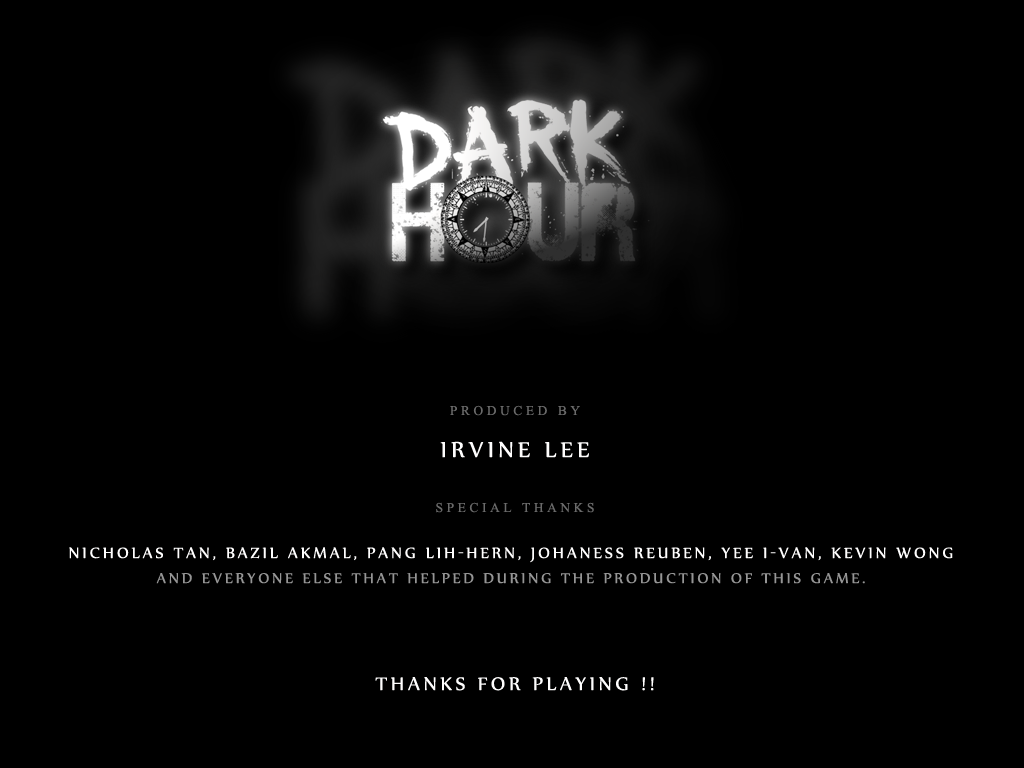 DARK
HOUR
PRODUCED BY
IRVINE LEE
SPECIAL THANKS
NICHOLAS TAN, BAZIL AKMAL, PANG LIH-HERN, JOHANESS REUBEN, YEE I-VAN, KEVIN WONG
AND EVERYONE ELSE THAT HELPED DURING THE PRODUCTION OF THIS GAME.
THANKS FOR PLAYING !!